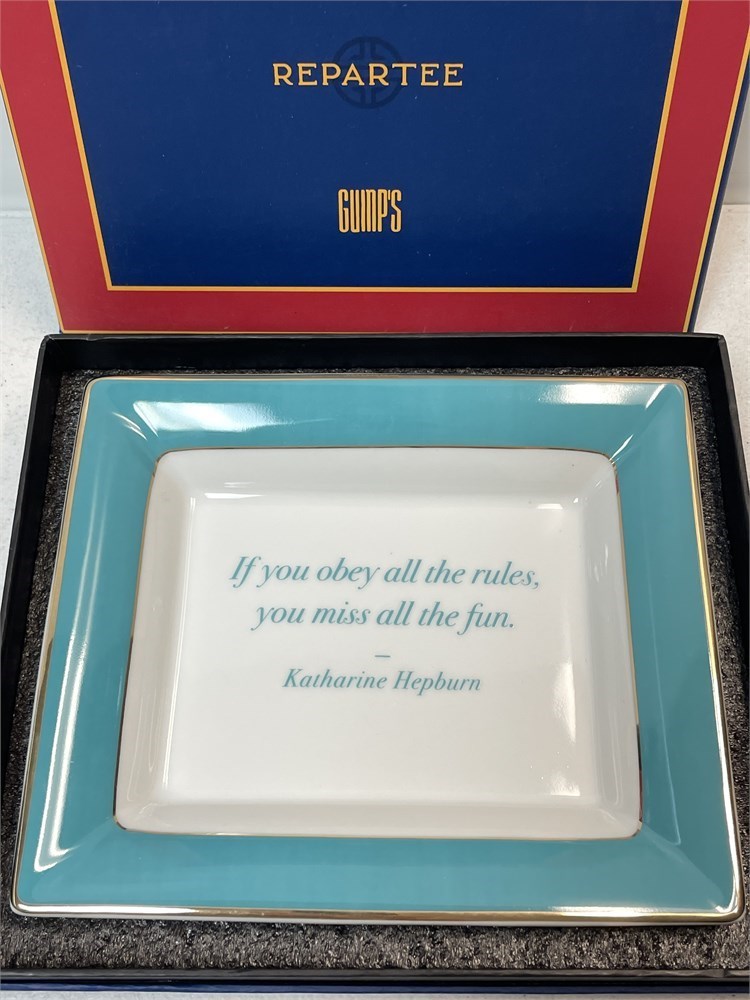 REPARTEE
GUMP'S
If you obey all the rules,
you miss all the fun.
–
Katharine Hepburn